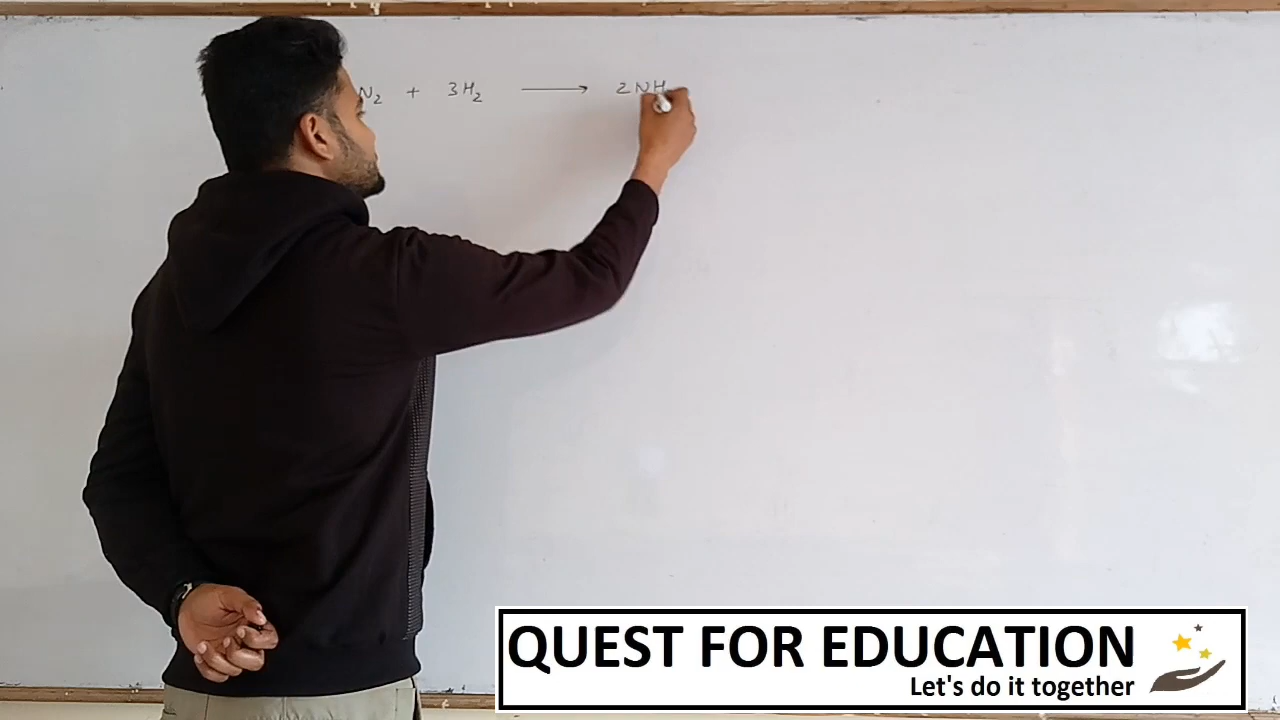 N₂ + 3H₂ ⟶ 2NH
QUEST FOR EDUCATION
Let's do it together